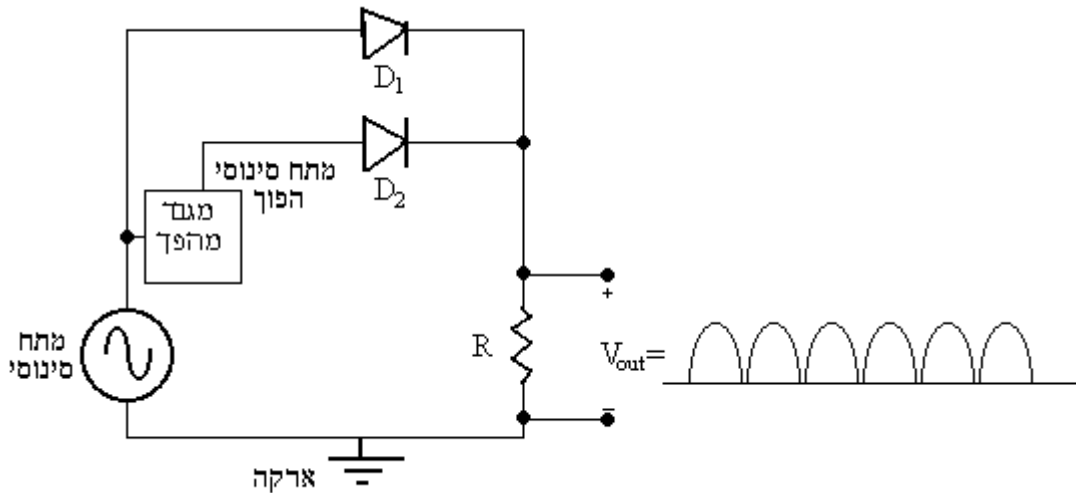 D1
D2
מתח סינוסי
הפוך
מגבר
מהפך
מתח
סינוסי
R
+
Vout=
-
ארקה